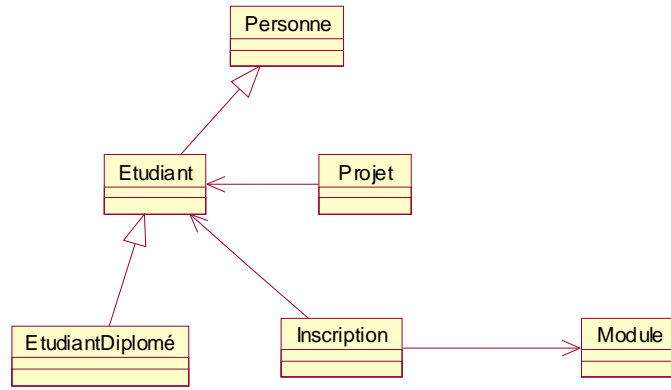 Personne
Etudiant
Projet
EtudiantDiplomé
Inscription
Module